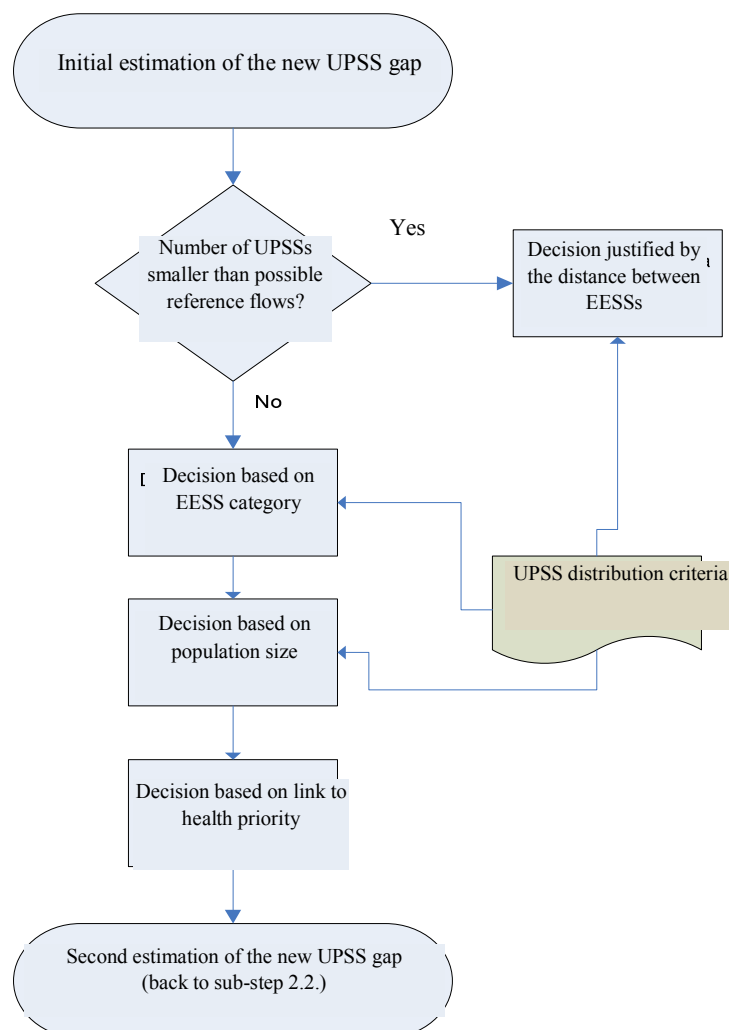 Initial estimation of the new UPSS gap
Number of UPSSs
smaller than possible
reference flows?
Yes
Decision justified by
the distance between
EESSs
No
Decision based on
EESS category
UPSS distribution criteria
Decision based on
population size
Decision based on link to
health priority
Second estimation of the new UPSS gap
(back to sub-step 2.2.)